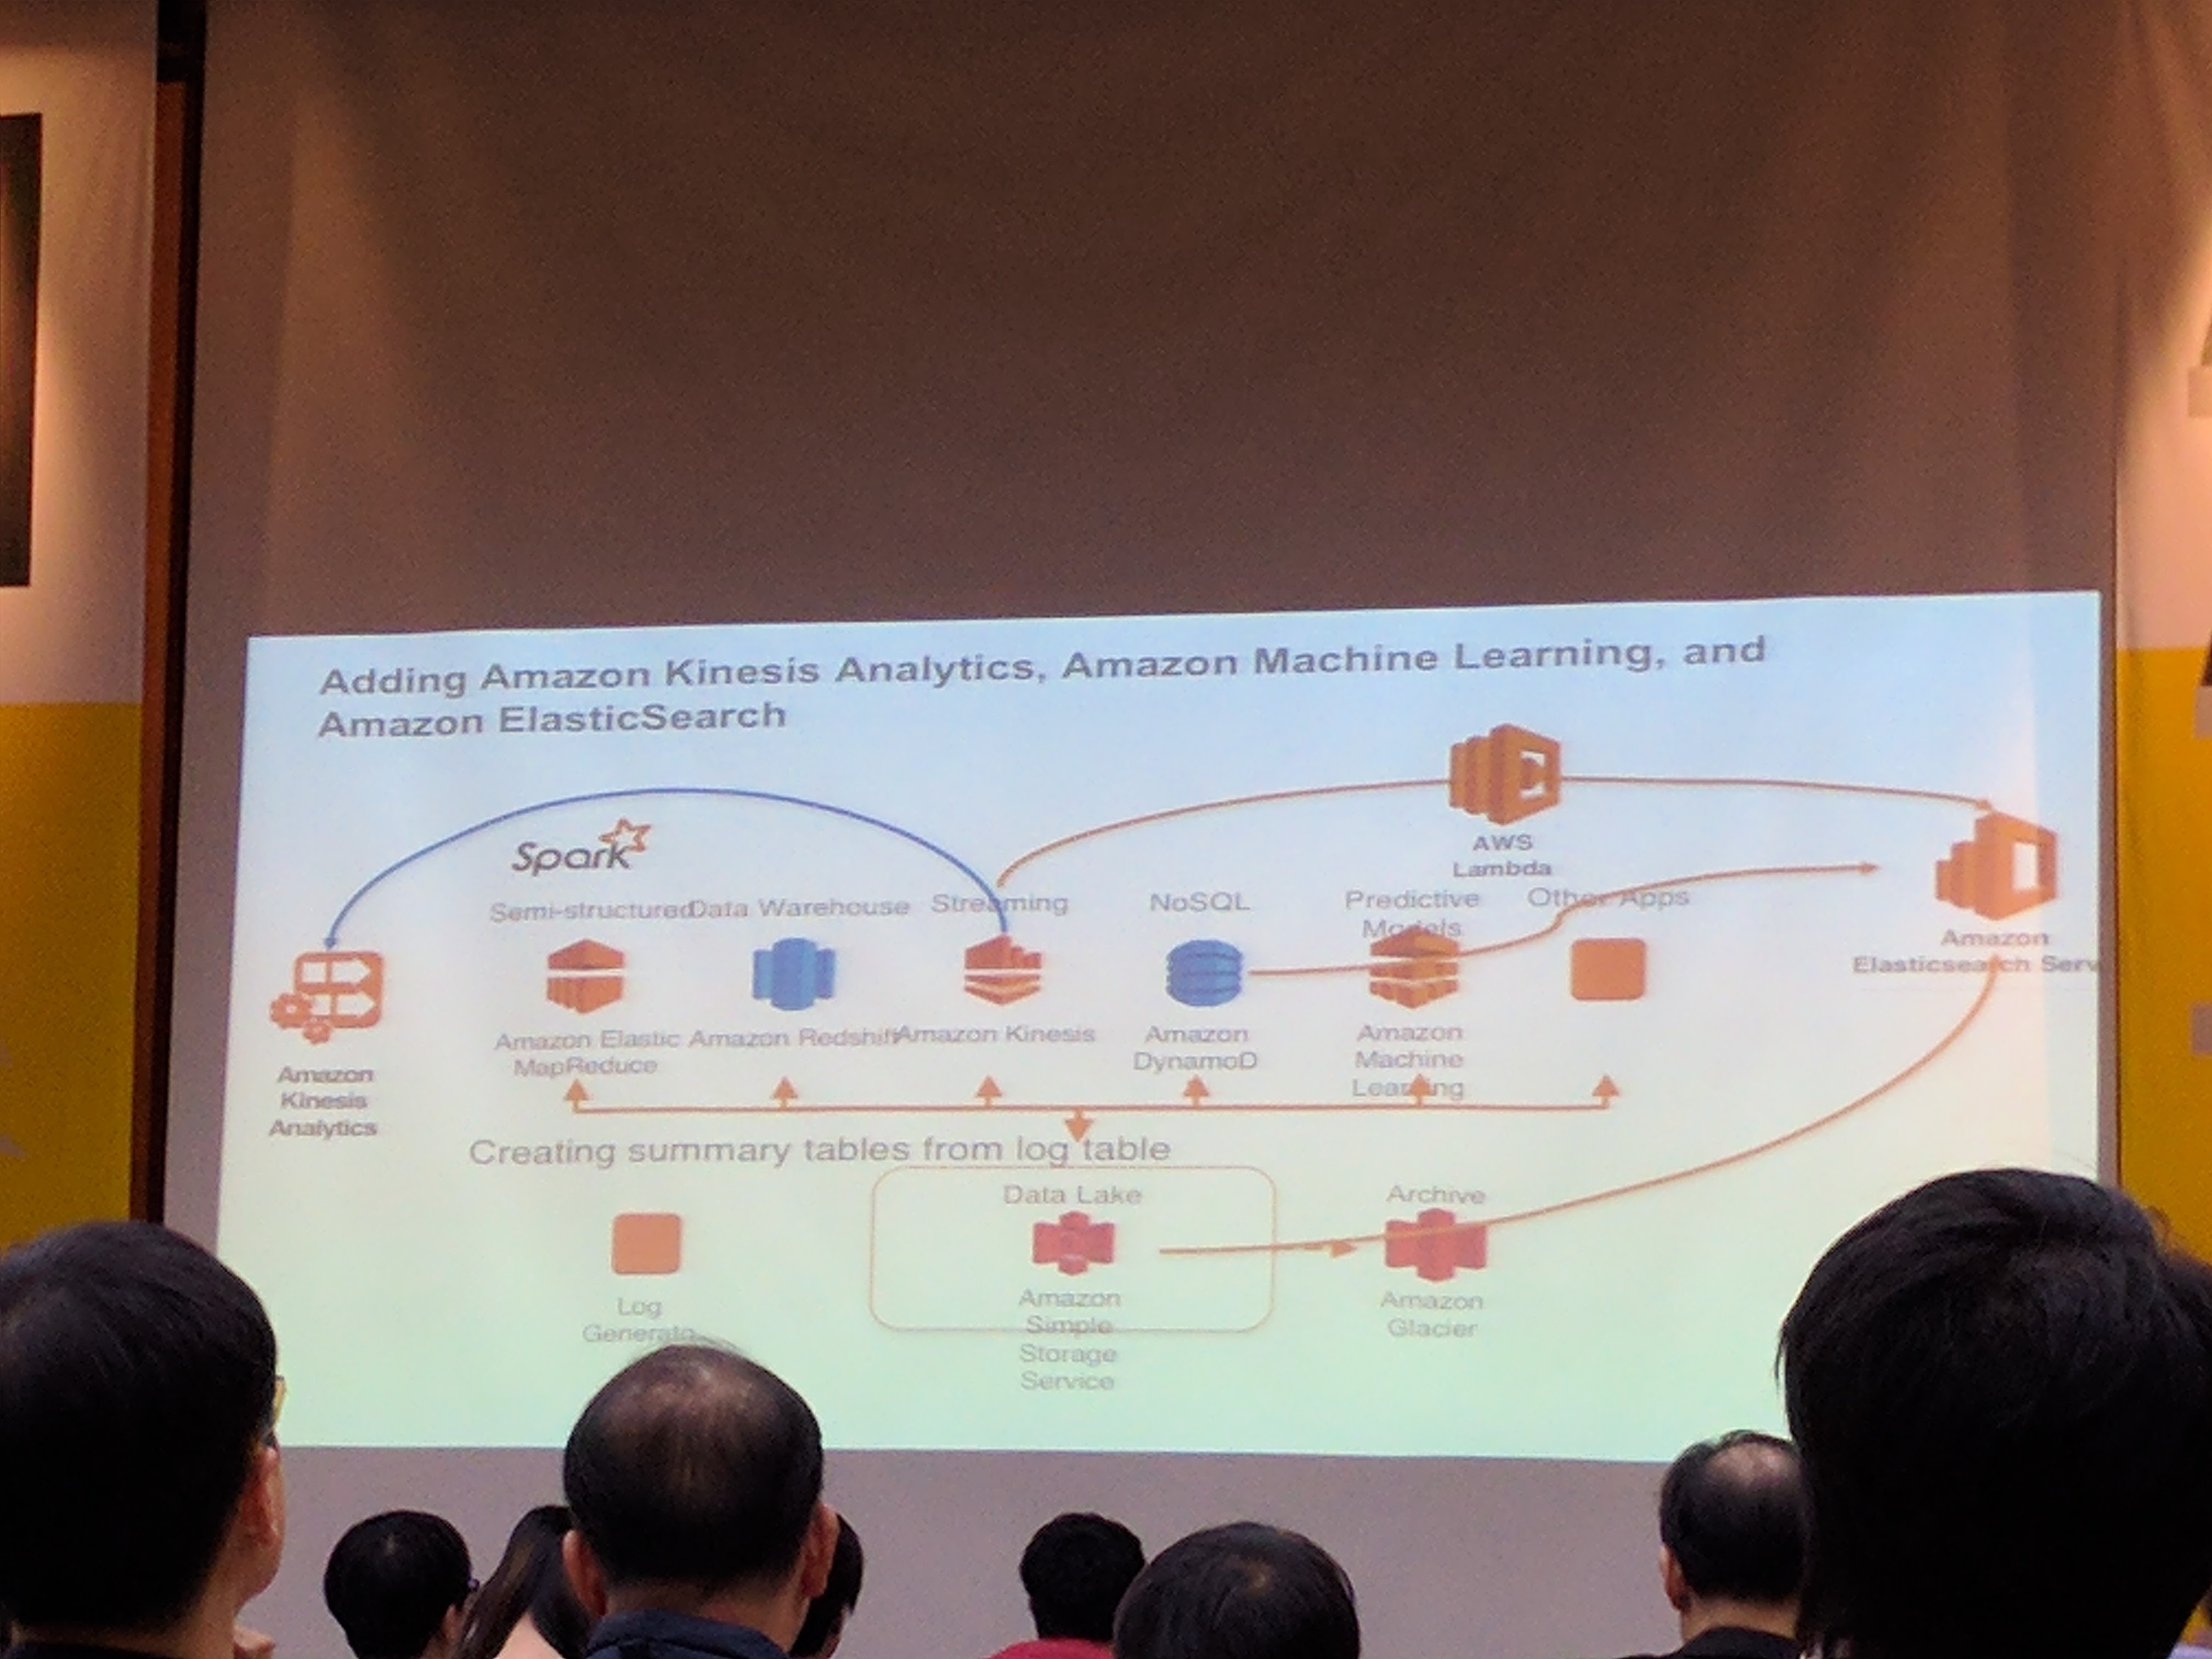 Adding Amazon Kinesis Analytics, Amazon Machine Learning, and
Amazon ElasticSearch
AWS
Lambda
Spark
Semi-structured
Data Warehouse
Streaming
NoSQL
Predictive
Models
Other Apps
Amazon
Elasticsearch Serv
Amazon Elastic
MapReduce
Amazon Redshift
Amazon Kinesis
Amazon
DynamoD
Amazon
Machine
Learning
Amazon
Kinesis
Analytics
Creating summary tables from log table
Data Lake
Archive
Log
Generato
Amazon
Simple
Storage
Service
Amazon
Glacier